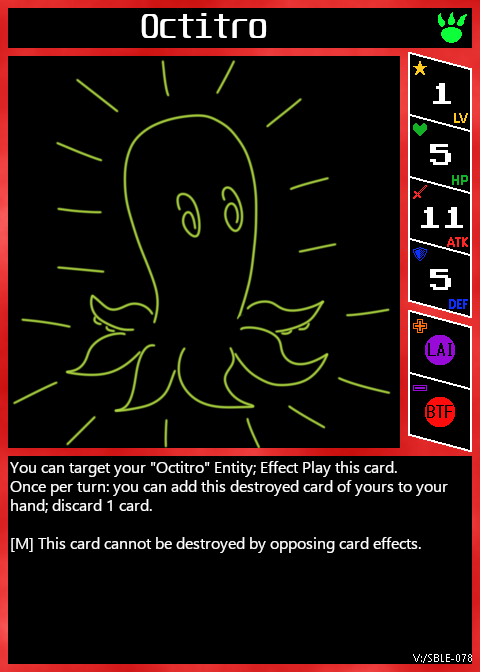 Octitro
1
LV
5
HP
11
ATK
5
DEF
LAI
BTF
You can target your "Octitro" Entity; Effect Play this card.
Once per turn: you can add this destroyed card of yours to your
hand; discard 1 card.
[M] This card cannot be destroyed by opposing card effects.
V:/SBLE-078